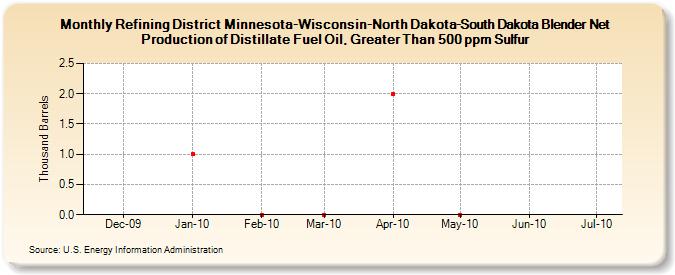 Monthly Refining District Minnesota-Wisconsin-North Dakota-South Dakota Blender Net
Production of Distillate Fuel Oil, Greater Than 500 ppm Sulfur
Thousand Barrels
2.5
2.0
1.5
1.0
0.5
0.0
Dec-09 Jan-10 Feb-10 Mar-10 Apr-10 May-10 Jun-10 Jul-10
Source: U.S. Energy Information Administration